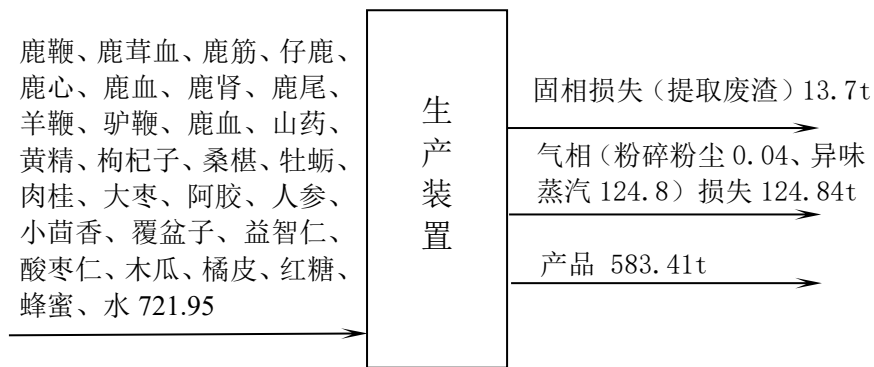 鹿鞭、鹿茸血、鹿筋、仔鹿、
鹿心、鹿血、鹿肾、鹿尾、
羊鞭、驴鞭、鹿血、山药、
黄精、枸杞子、桑椹、牡蛎、
肉桂、大枣、阿胶、人参、
小茴香、覆盆子、益智仁、
酸枣仁、木瓜、橘皮、红糖、
蜂蜜、水 721.95
生
产
装
置
固相损失（提取废渣）13.7t
气相（粉碎粉尘 0.04、异味
蒸汽 124.8）损失 124.84t
产品 583.41t